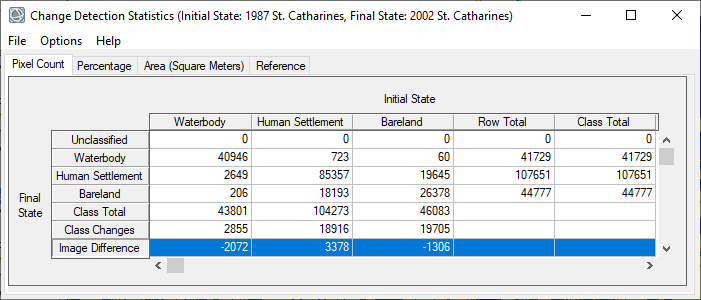 Change Detection Statistics (Initial State: 1987 St. Catharines, Final State: 2002 St. Catharines)
File Options Help
Pixel Count Percentage Area (Square Meters) Reference
Initial State
Waterbody Human Settlement Bareland Row Total Class Total
Unclassified 0 0 0 0 0
Waterbody 40946 723 60 41729 41729
Human Settlement 2649 85357 19645 107651 107651
Bareland 206 18193 26378 44777 44777
Final State
Class Total 43801 104273 46083
Class Changes 2855 18916 19705
Image Difference -2072 3378 -1306